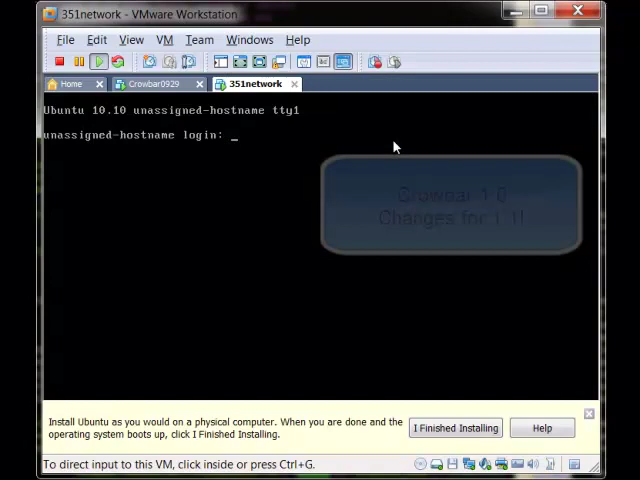 351network - VMware Workstation
File Edit View VM Team Windows Help
Home Crowbar0929 351network
Ubuntu 10.10 unassigned-hostname tty1
unassigned-hostname login: _
Crowbar 1.0
Changes for 1.1!
Install Ubuntu as you would on a physical computer. When you are done and the
operating system boots up, click I Finished Installing.
I Finished Installing Help
To direct input to this VM, click inside or press Ctrl+G.